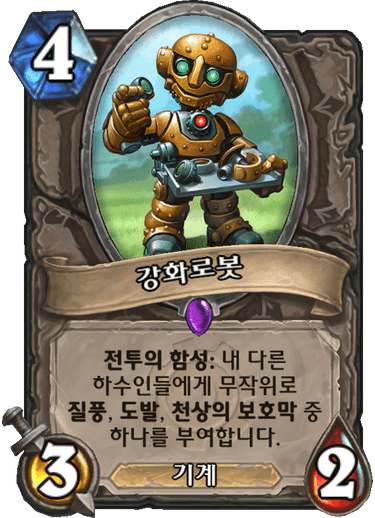 4
강화로봇
전투의 함성: 내 다른
하수인들에게 무작위로
질풍, 도발, 천상의 보호막 중
하나를 부여합니다.
3
기계
2